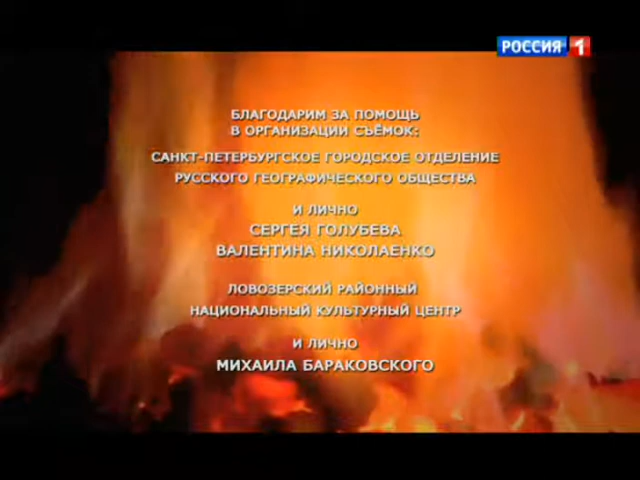 РОССИЯ 1
БЛАГОДАРИМ ЗА ПОМОЩЬ
В ОРГАНИЗАЦИИ СЪЁМОК:
САНКТ-ПЕТЕРБУРГСКОЕ ГОРОДСКОЕ ОТДЕЛЕНИЕ
РУССКОГО ГЕОГРАФИЧЕСКОГО ОБЩЕСТВА
И ЛИЧНО
СЕРГЕЯ ГОЛУБЕВА
ВАЛЕНТИНА НИКОЛАЕНКО
ЛОВОЗЕРСКИЙ РАЙОННЫЙ
НАЦИОНАЛЬНЫЙ КУЛЬТУРНЫЙ ЦЕНТР
И ЛИЧНО
МИХАИЛА БАРАКОВСКОГО